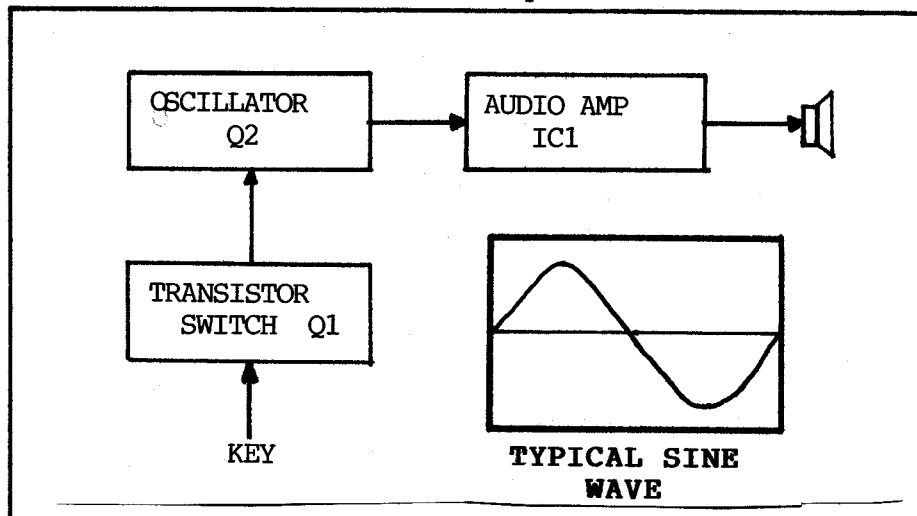 OSCILLATOR
Q2
AUDIO AMP
IC1
TRANSISTOR
SWITCH Q1
KEY
TYPICAL SINE
WAVE